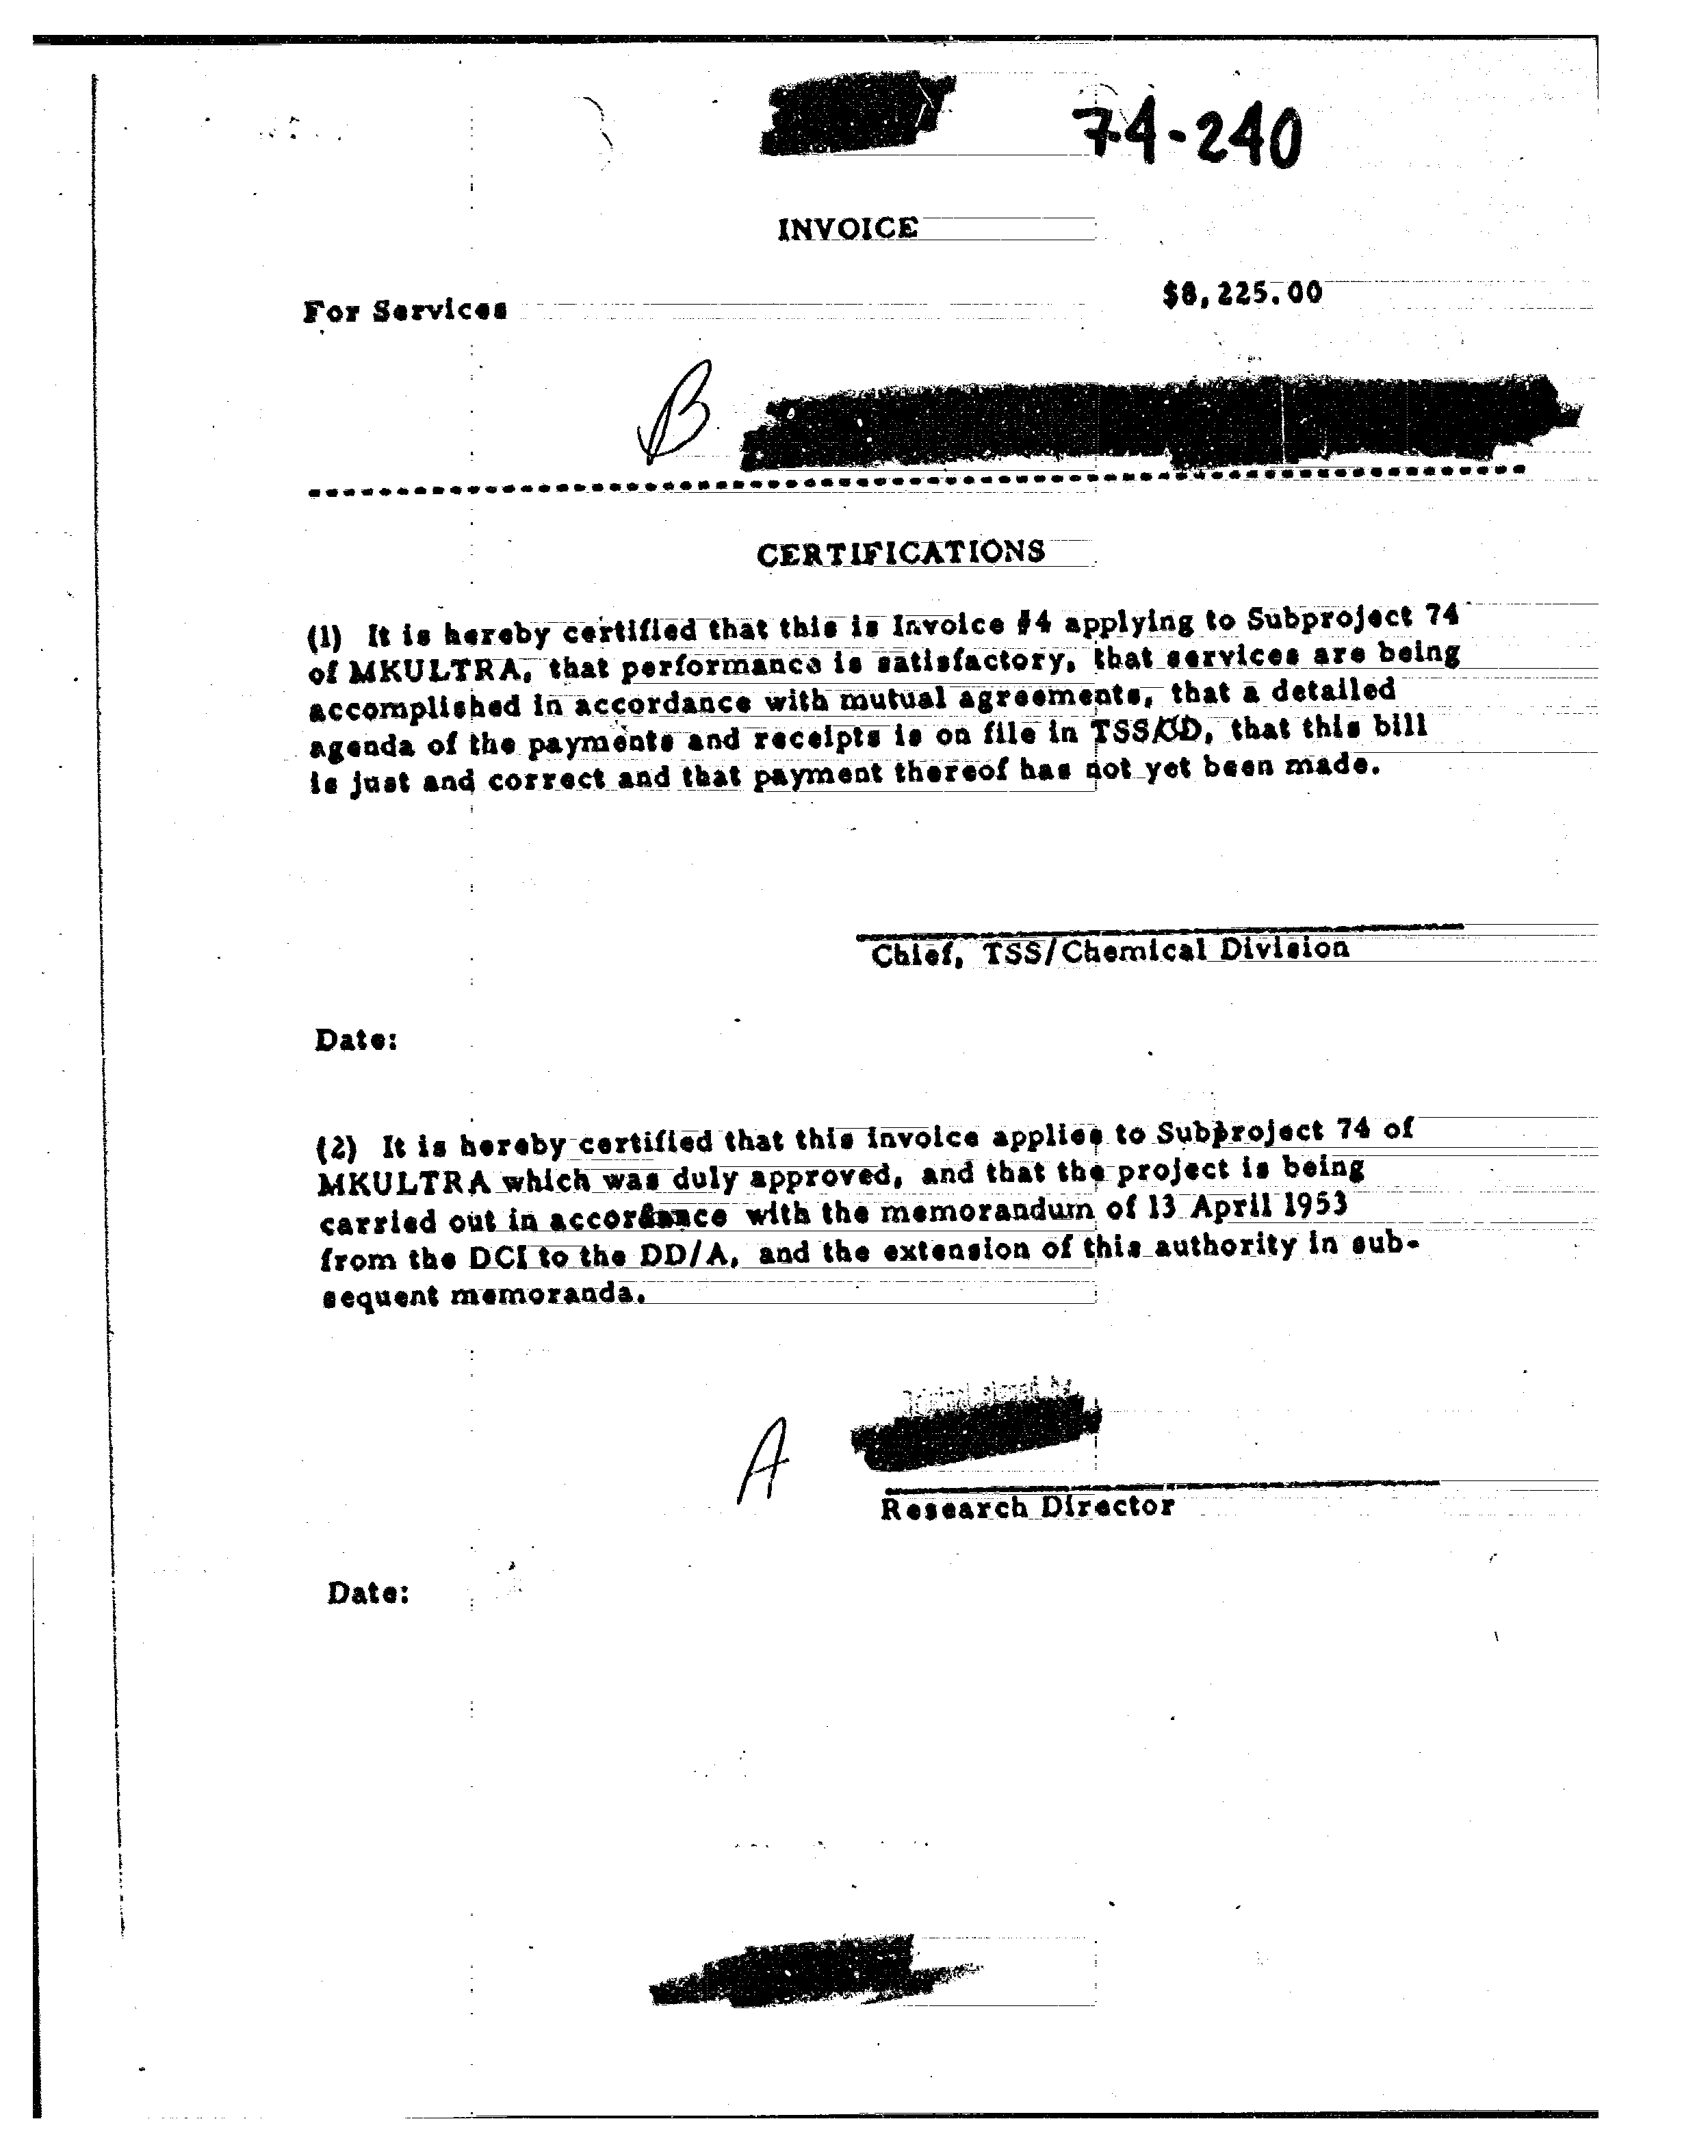 74-240
INVOICE
For Services $8,225.00
B
CERTIFICATIONS
(1) It is hereby certified that this is Invoice #4 applying to Subproject 74
of MKULTRA, that performance is satisfactory, that services are being
accomplished in accordance with mutual agreements, that a detailed
agenda of the payments and receipts is on file in TSS/CD, that this bill
is just and correct and that payment thereof has not yet been made.
Chief, TSS/Chemical Division
Date:
(2) It is hereby certified that this invoice applies to Subproject 74 of
MKULTRA which was duly approved, and that the project is being
carried out in accordance with the memorandum of 13 April 1953
from the DCI to the DD/A, and the extension of this authority in sub-
sequent memoranda.
A
Research Director
Date: